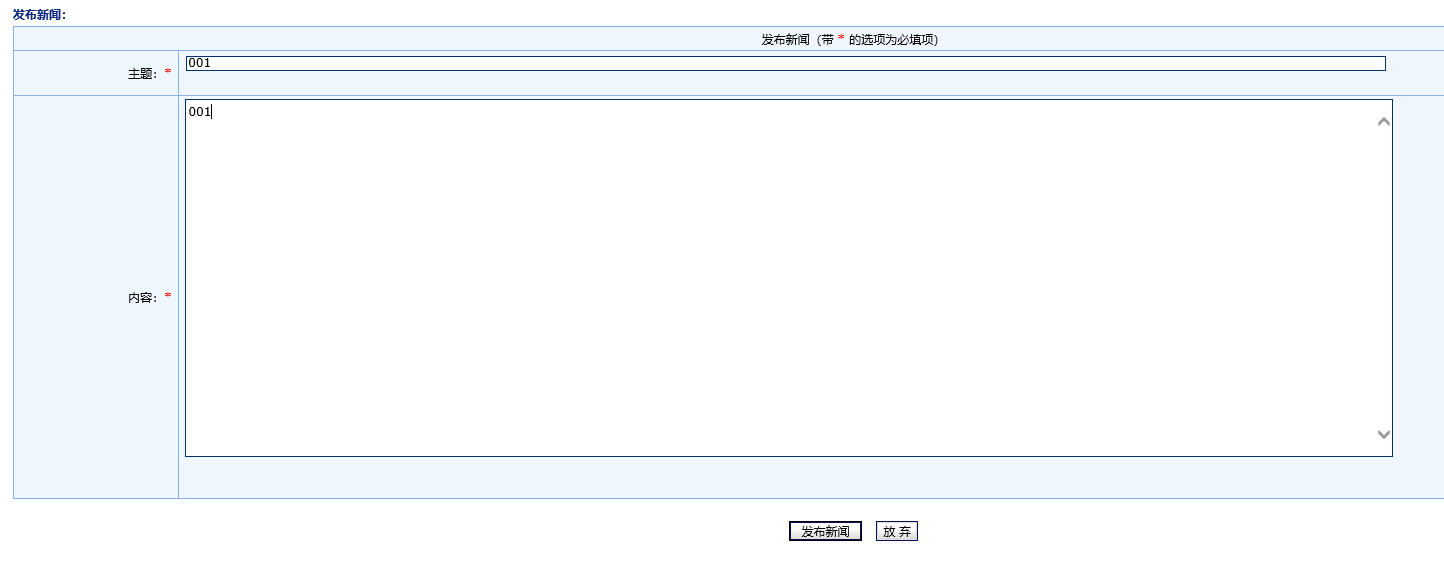 发布新闻：
发布新闻（带 * 的选项为必填项）
主题：*
001
001
内容：*
发布新闻
放 弃